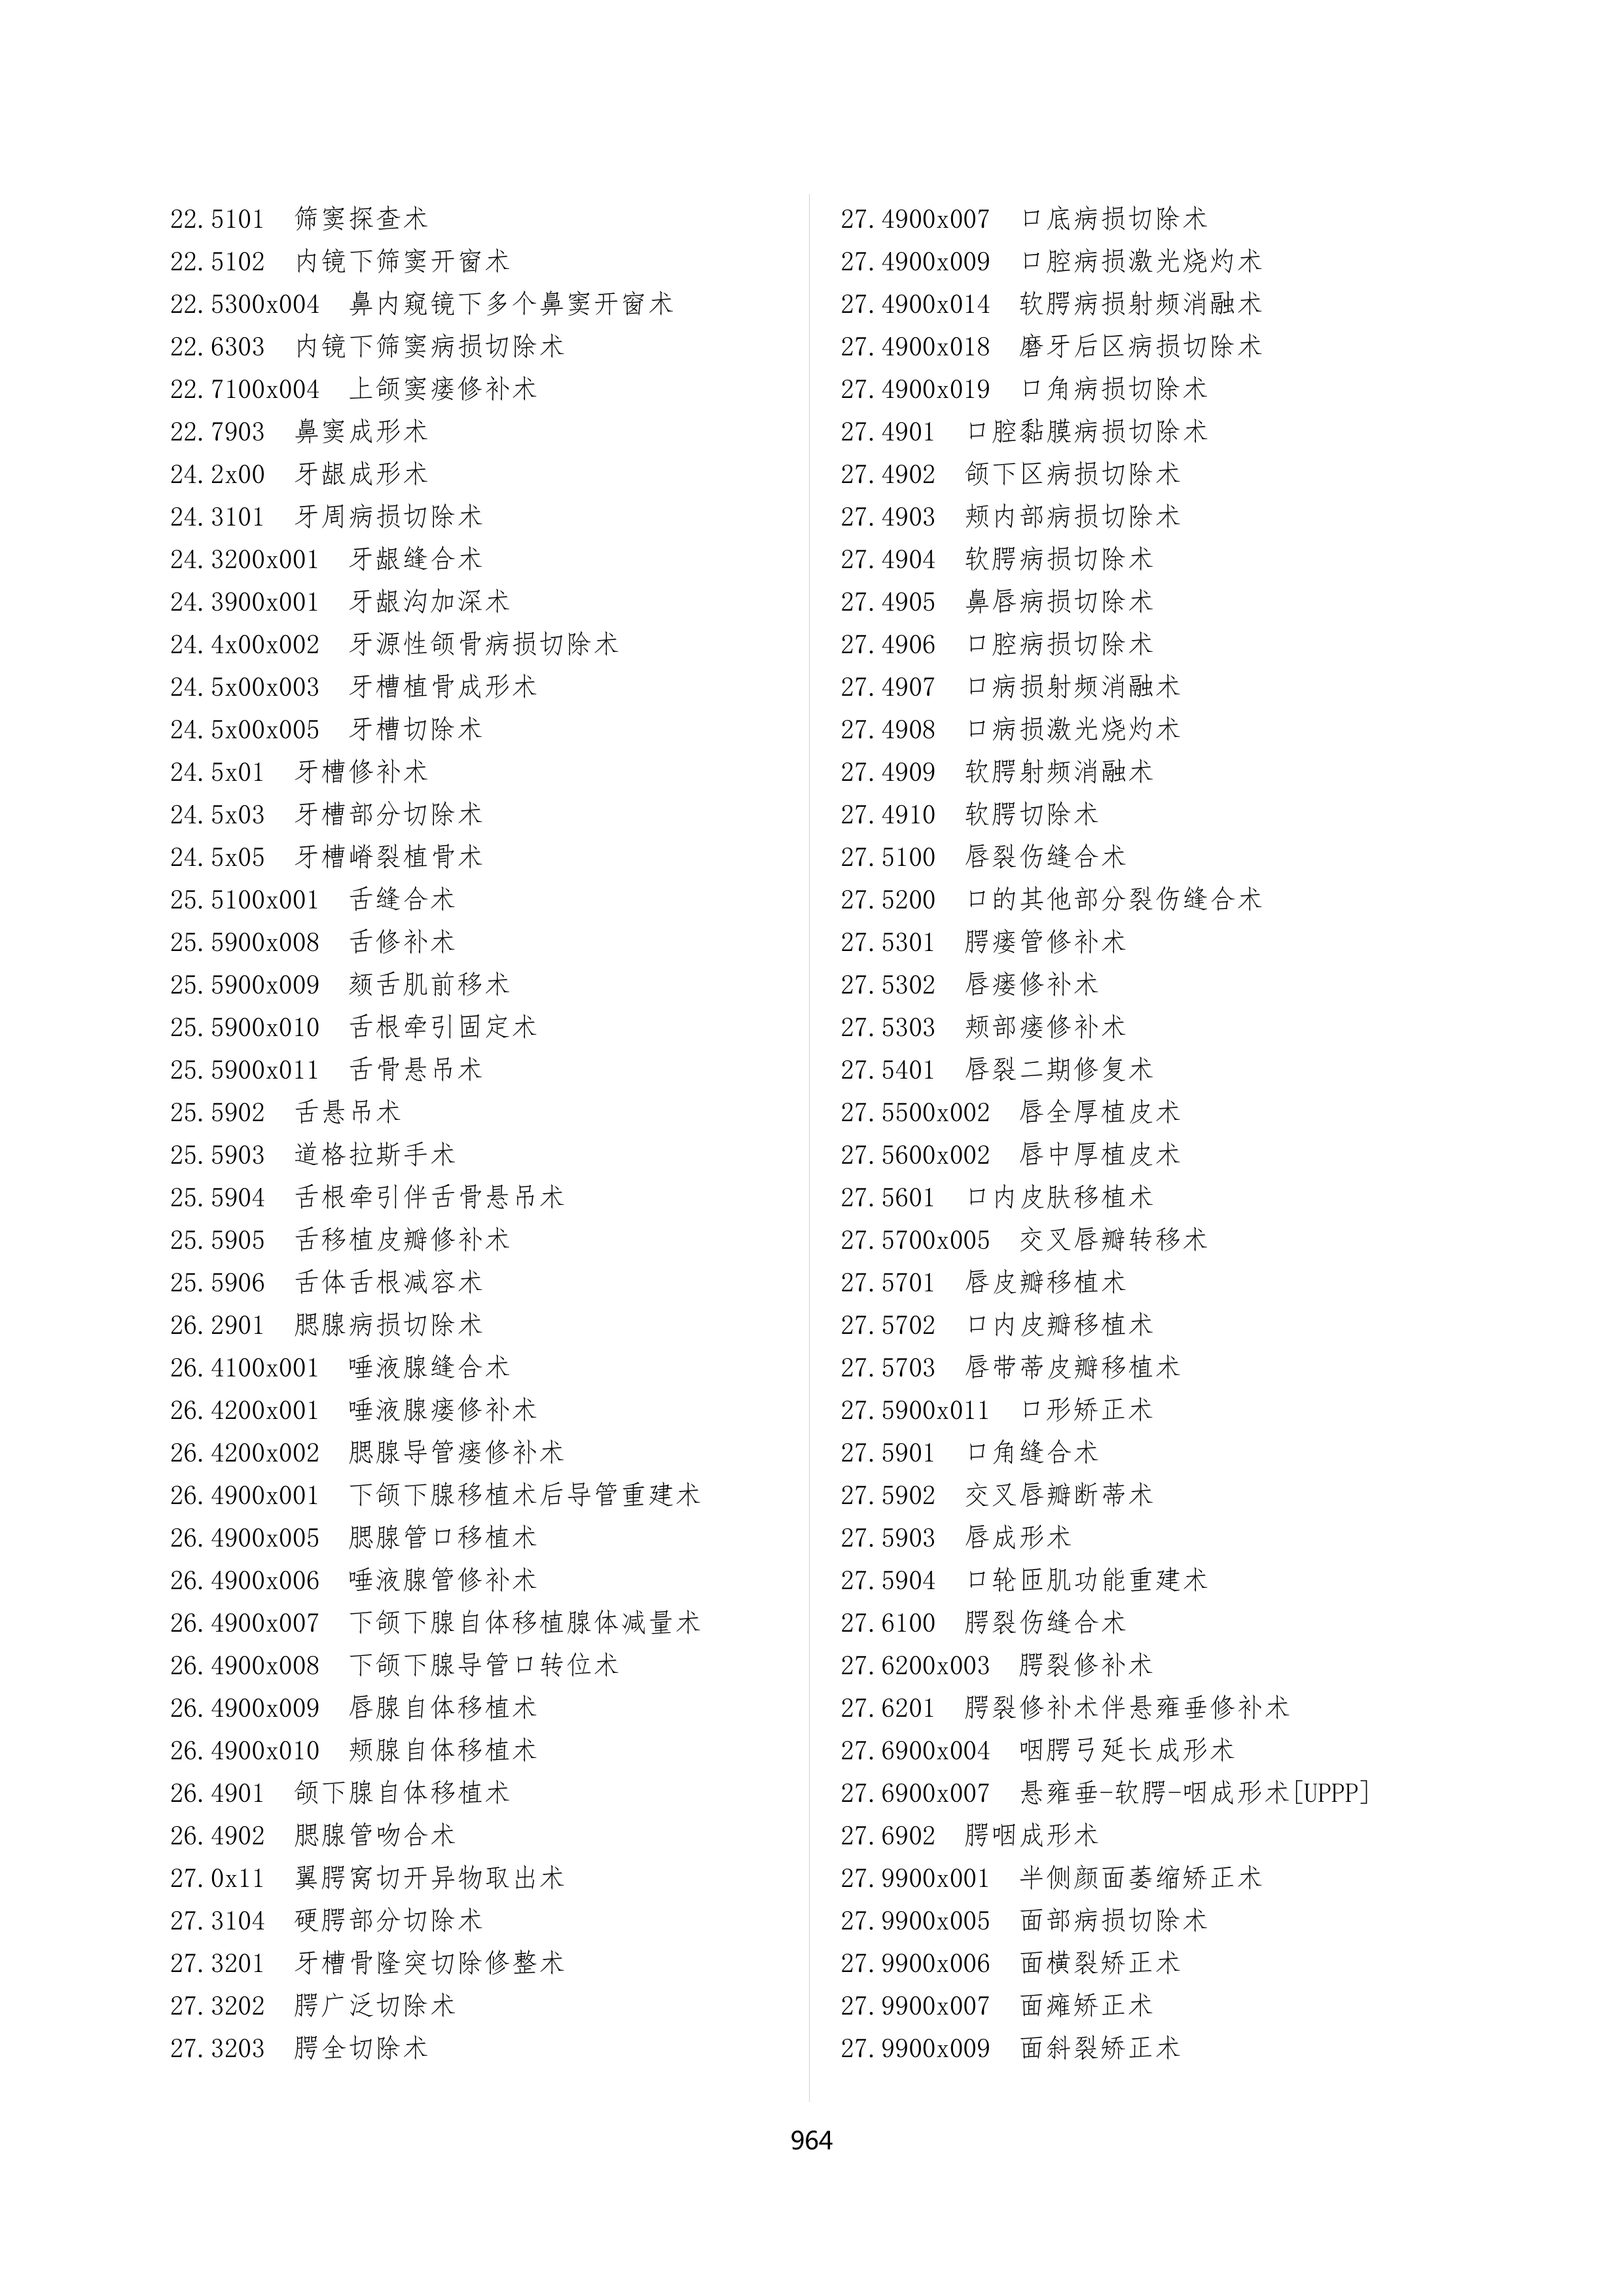 22.5101 筛窦探查术
22.5102 内镜下筛窦开窗术
22.5300x004 鼻内窥镜下多个鼻窦开窗术
22.6303 内镜下筛窦病损切除术
22.7100x004 上颌窦瘘修补术
22.7903 鼻窦成形术
24.2x00 牙龈成形术
24.3101 牙周病损切除术
24.3200x001 牙龈缝合术
24.3900x001 牙龈沟加深术
24.4x00x002 牙源性颌骨病损切除术
24.5x00x003 牙槽植骨成形术
24.5x00x005 牙槽切除术
24.5x01 牙槽修补术
24.5x03 牙槽部分切除术
24.5x05 牙槽嵴裂植骨术
25.5100x001 舌缝合术
25.5900x008 舌修补术
25.5900x009 颏舌肌前移术
25.5900x010 舌根牵引固定术
25.5900x011 舌骨悬吊术
25.5902 舌悬吊术
25.5903 道格拉斯手术
25.5904 舌根牵引伴舌骨悬吊术
25.5905 舌移植皮瓣修补术
25.5906 舌体舌根减容术
26.2901 腮腺病损切除术
26.4100x001 唾液腺缝合术
26.4200x001 唾液腺瘘修补术
26.4200x002 腮腺导管瘘修补术
26.4900x001 下颌下腺移植术后导管重建术
26.4900x005 腮腺管口移植术
26.4900x006 唾液腺管修补术
26.4900x007 下颌下腺自体移植腺体减量术
26.4900x008 下颌下腺导管口转位术
26.4900x009 唇腺自体移植术
26.4900x010 颊腺自体移植术
26.4901 颌下腺自体移植术
26.4902 腮腺管吻合术
27.0x11 翼腭窝切开异物取出术
27.3104 硬腭部分切除术
27.3201 牙槽骨隆突切除修整术
27.3202 腭广泛切除术
27.3203 腭全切除术
27.4900x007 口底病损切除术
27.4900x009 口腔病损激光烧灼术
27.4900x014 软腭病损射频消融术
27.4900x018 磨牙后区病损切除术
27.4900x019 口角病损切除术
27.4901 口腔黏膜病损切除术
27.4902 颌下区病损切除术
27.4903 颊内部病损切除术
27.4904 软腭病损切除术
27.4905 鼻唇病损切除术
27.4906 口腔病损切除术
27.4907 口病损射频消融术
27.4908 口病损激光烧灼术
27.4909 软腭射频消融术
27.4910 软腭切除术
27.5100 唇裂伤缝合术
27.5200 口的其他部分裂伤缝合术
27.5301 腭瘘管修补术
27.5302 唇瘘修补术
27.5303 颊部瘘修补术
27.5401 唇裂二期修复术
27.5500x002 唇全厚植皮术
27.5600x002 唇中厚植皮术
27.5601 口内皮肤移植术
27.5700x005 交叉唇瓣转移术
27.5701 唇皮瓣移植术
27.5702 口内皮瓣移植术
27.5703 唇带蒂皮瓣移植术
27.5900x011 口形矫正术
27.5901 口角缝合术
27.5902 交叉唇瓣断蒂术
27.5903 唇成形术
27.5904 口轮匝肌功能重建术
27.6100 腭裂伤缝合术
27.6200x003 腭裂修补术
27.6201 腭裂修补术伴悬雍垂修补术
27.6900x004 咽腭弓延长成形术
27.6900x007 悬雍垂-软腭-咽成形术[UPPP]
27.6902 腭咽成形术
27.9900x001 半侧颜面萎缩矫正术
27.9900x005 面部病损切除术
27.9900x006 面横裂矫正术
27.9900x007 面瘫矫正术
27.9900x009 面斜裂矫正术
964